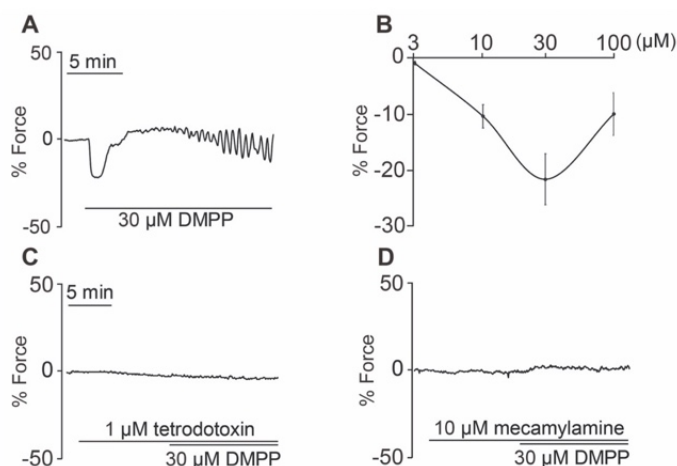 A
50
5 min
0
% Force
-50
30 µM DMPP
B
3 10 30 100 (µM)
0
-10
-20
-30
% Force
C
50
5 min
0
% Force
-50
1 µM tetrodotoxin
30 µM DMPP
D
50
0
% Force
-50
10 µM mecamylamine
30 µM DMPP